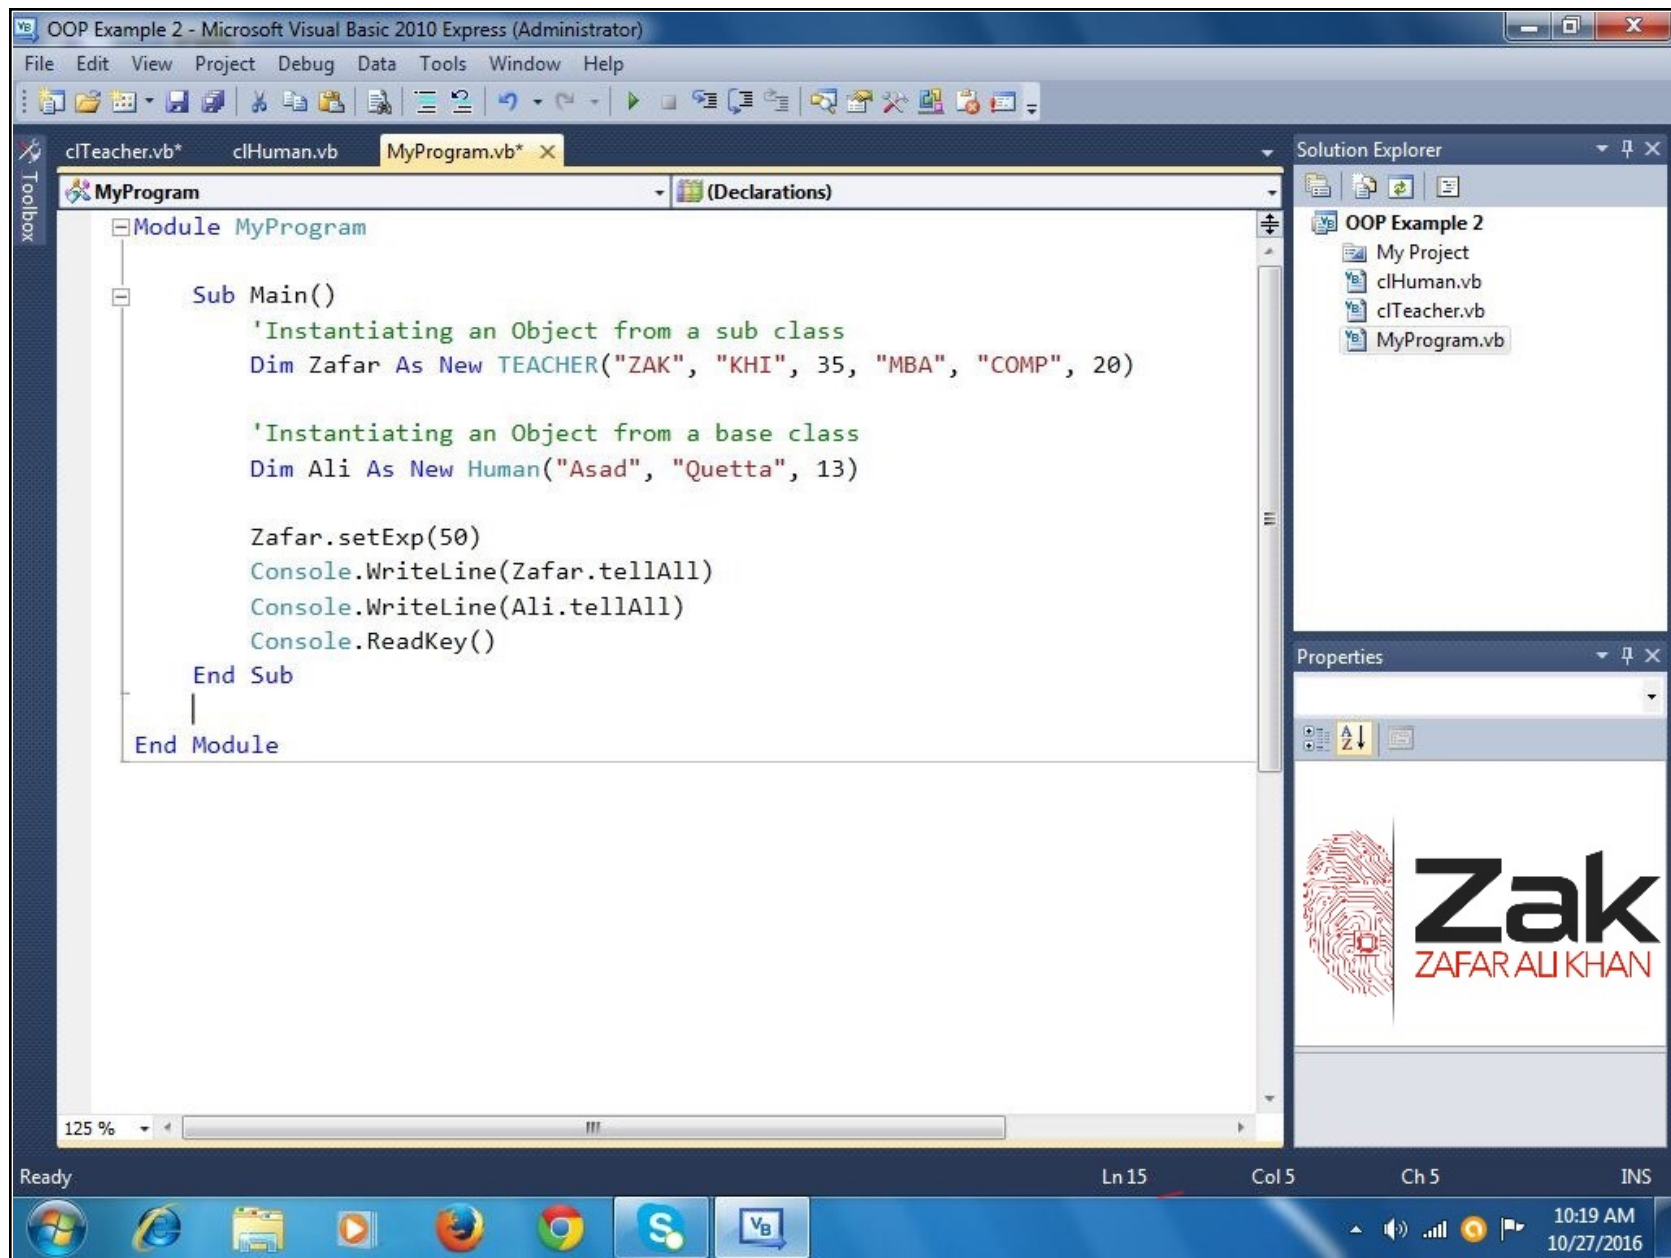 OOP Example 2 - Microsoft Visual Basic 2010 Express (Administrator)
File Edit View Project Debug Data Tools Window Help
Toolbox
clTeacher.vb* clHuman.vb MyProgram.vb*
MyProgram (Declarations)
Module MyProgram
Sub Main()
'Instantiating an Object from a sub class
Dim Zafar As New TEACHER("ZAK", "KHI", 35, "MBA", "COMP", 20)
'Instantiating an Object from a base class
Dim Ali As New Human("Asad", "Quetta", 13)
Zafar.setExp(50)
Console.WriteLine(Zafar.tellAll)
Console.WriteLine(Ali.tellAll)
Console.ReadKey()
End Sub
End Module
125 %
Solution Explorer
OOP Example 2
My Project
clHuman.vb
clTeacher.vb
MyProgram.vb
Properties
Zak
ZAFAR ALI KHAN
Ready Ln 15 Col 5 Ch 5 INS
10:19 AM
10/27/2016